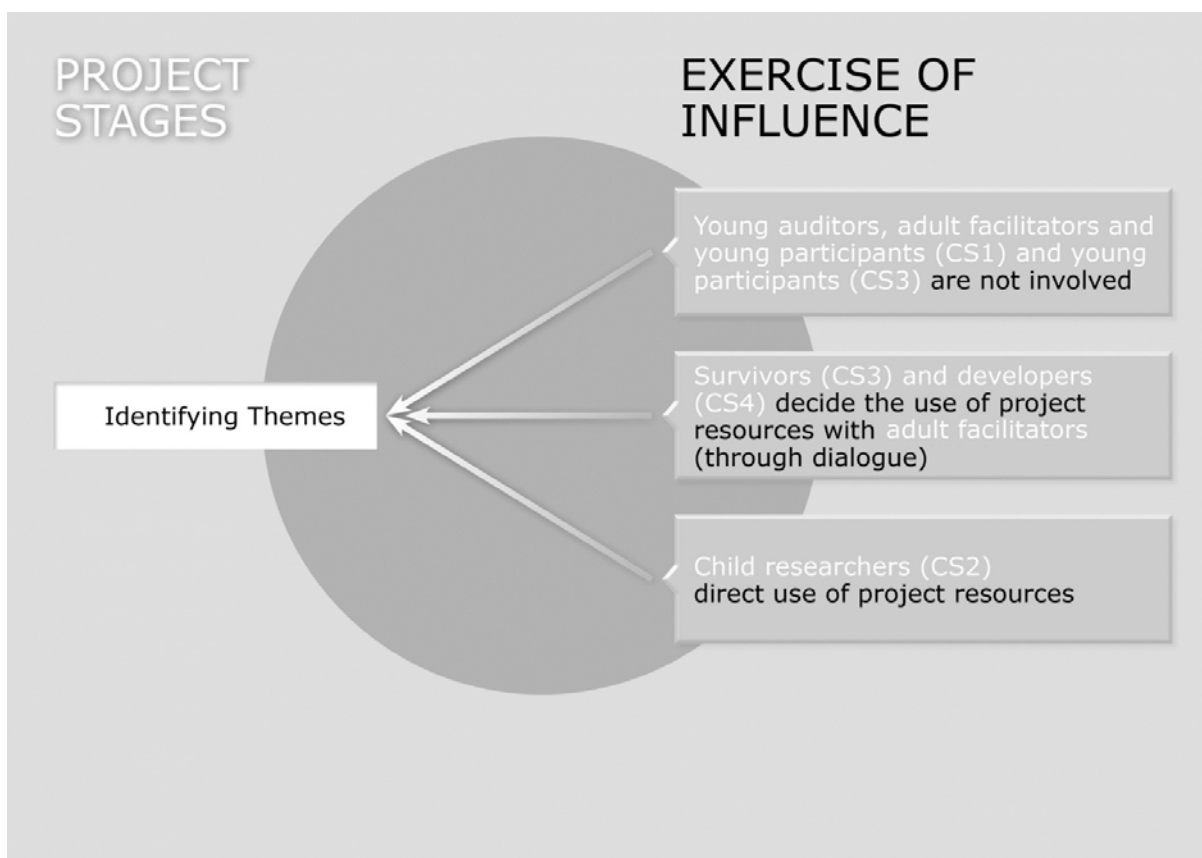 PROJECT
STAGES
EXERCISE OF
INFLUENCE
Young auditors, adult facilitators and
young participants (CS1) and young
participants (CS3) are not involved
Identifying Themes
Survivors (CS3) and developers
(CS4) decide the use of project
resources with adult facilitators
(through dialogue)
Child researchers (CS2)
direct use of project resources